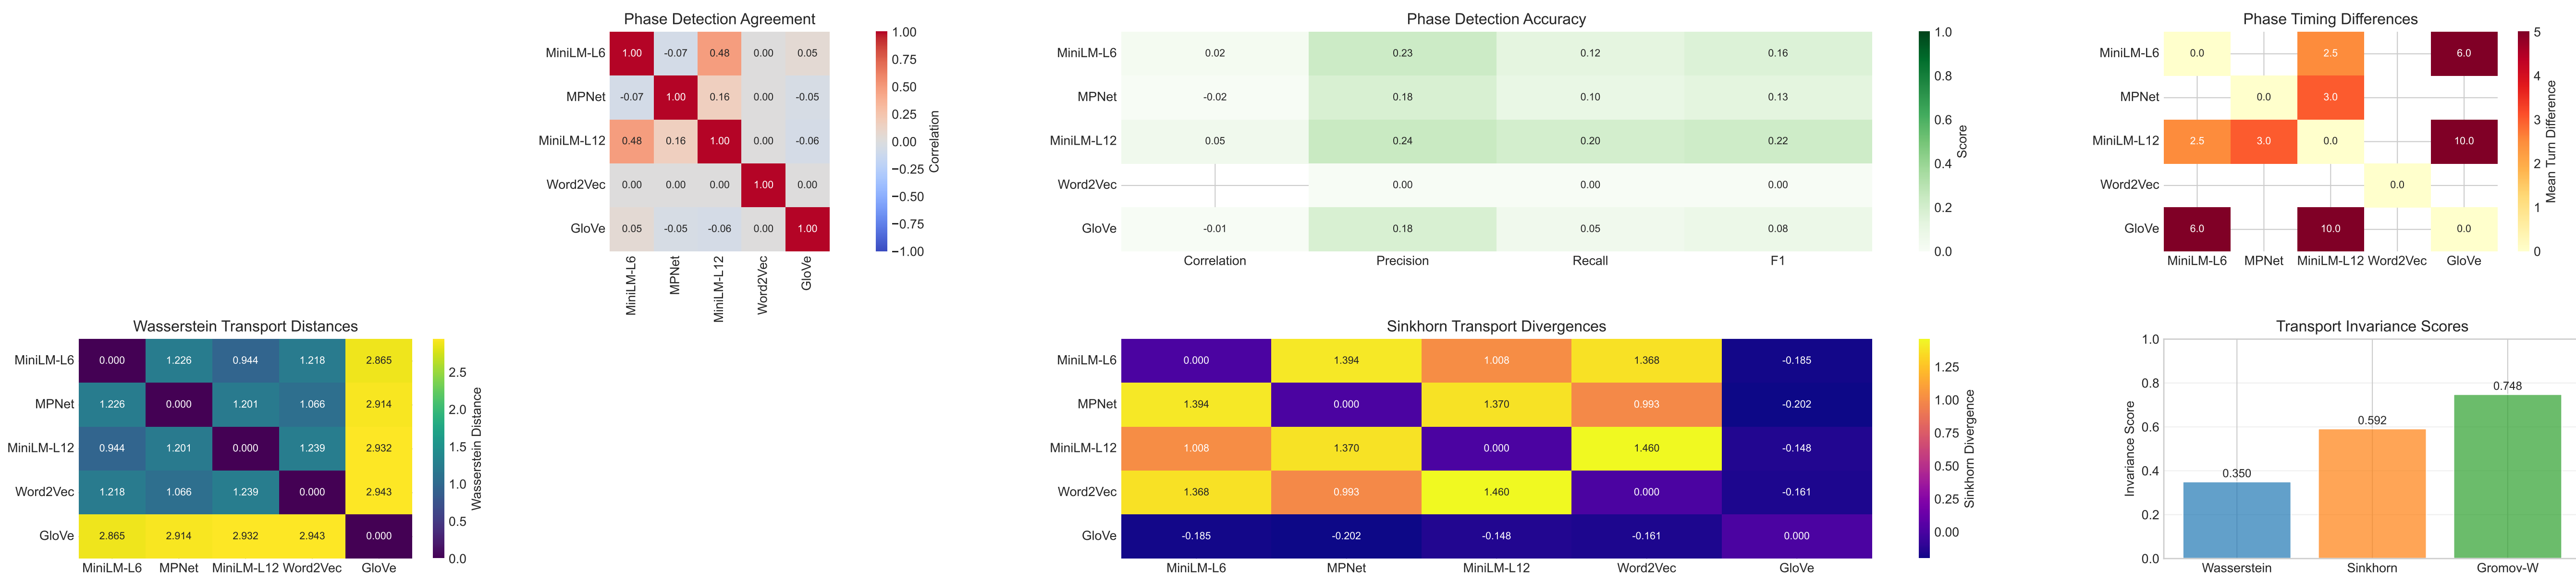 Phase Detection Agreement
MiniLM-L6 1.00 -0.07 0.48 0.00 0.05
MPNet -0.07 1.00 0.16 0.00 -0.05
MiniLM-L12 0.48 0.16 1.00 0.00 -0.06
Word2Vec 0.00 0.00 0.00 1.00 0.00
GloVe 0.05 -0.05 -0.06 0.00 1.00
MiniLM-L6 MPNet MiniLM-L12 Word2Vec GloVe
1.00
0.75
0.50
0.25
0.00
−0.25
−0.50
−0.75
−1.00
Correlation
Phase Detection Accuracy
MiniLM-L6 0.02 0.23 0.12 0.16
MPNet -0.02 0.18 0.10 0.13
MiniLM-L12 0.05 0.24 0.20 0.22
Word2Vec 0.00 0.00 0.00
GloVe -0.01 0.18 0.05 0.08
Correlation Precision Recall F1
1.0
0.8
0.6
0.4
0.2
0.0
Score
Phase Timing Differences
MiniLM-L6 0.0 2.5 6.0
MPNet 0.0 3.0
MiniLM-L12 2.5 3.0 0.0 10.0
Word2Vec 0.0
GloVe 6.0 10.0 0.0
MiniLM-L6 MPNet MiniLM-L12 Word2Vec GloVe
5
4
3
2
1
0
Mean Turn Difference
Wasserstein Transport Distances
MiniLM-L6 0.000 1.226 0.944 1.218 2.865
MPNet 1.226 0.000 1.201 1.066 2.914
MiniLM-L12 0.944 1.201 0.000 1.239 2.932
Word2Vec 1.218 1.066 1.239 0.000 2.943
GloVe 2.865 2.914 2.932 2.943 0.000
MiniLM-L6 MPNet MiniLM-L12 Word2Vec GloVe
2.5
2.0
1.5
1.0
0.5
0.0
Wasserstein Distance
Sinkhorn Transport Divergences
MiniLM-L6 0.000 1.394 1.008 1.368 -0.185
MPNet 1.394 0.000 1.370 0.993 -0.202
MiniLM-L12 1.008 1.370 0.000 1.460 -0.148
Word2Vec 1.368 0.993 1.460 0.000 -0.161
GloVe -0.185 -0.202 -0.148 -0.161 0.000
MiniLM-L6 MPNet MiniLM-L12 Word2Vec GloVe
1.25
1.00
0.75
0.50
0.25
0.00
Sinkhorn Divergence
Transport Invariance Scores
1.0
0.8
0.6
0.4
0.2
0.0
Invariance Score
0.350 0.592 0.748
Wasserstein Sinkhorn Gromov-W